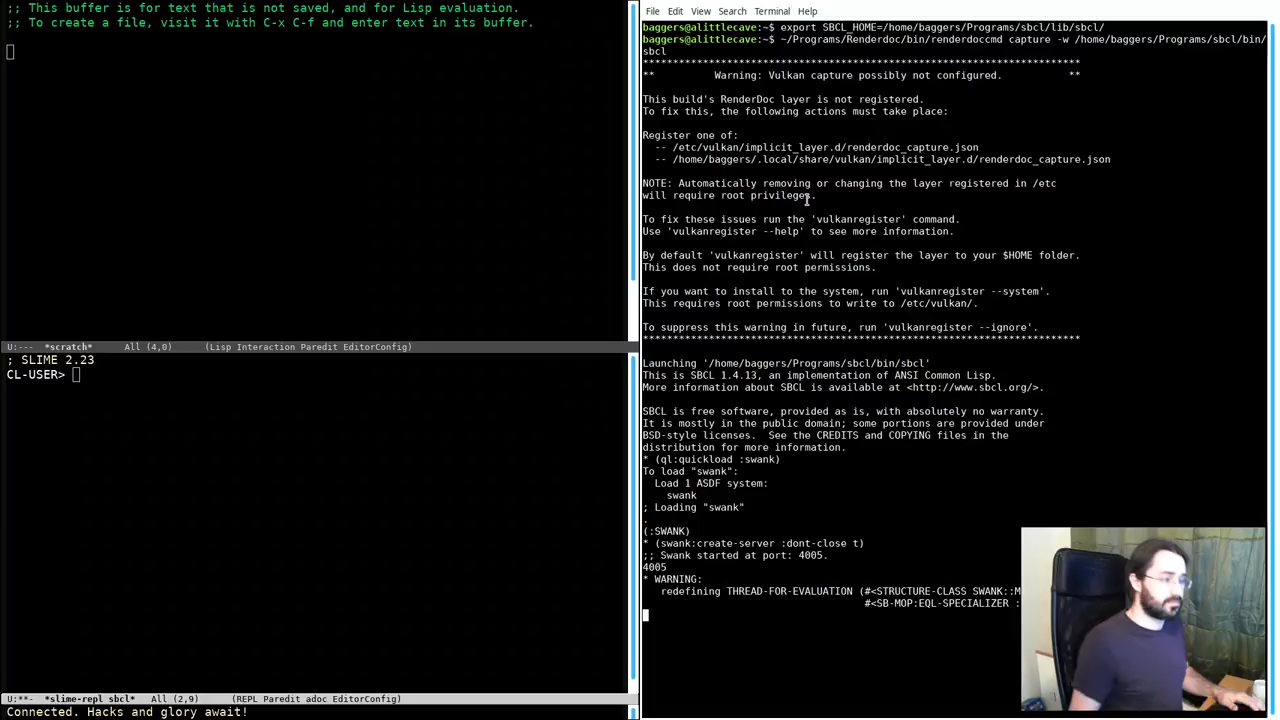 ;; This buffer is for text that is not saved, and for Lisp evaluation.
;; To create a file, visit it with C-x C-f and enter text in its buffer.
U:--- *scratch* All (4,0) (Lisp Interaction Paredit EditorConfig)
; SLIME 2.23
CL-USER>
U:**- *slime-repl sbcl* All (2,9) (REPL Paredit adoc EditorConfig)
Connected. Hacks and glory await!
File Edit View Search Terminal Help
baggers@alittlecave:~$ export SBCL_HOME=/home/baggers/Programs/sbcl/lib/sbcl/
baggers@alittlecave:~$ ~/Programs/Renderdoc/bin/renderdoccmd capture -w /home/baggers/Programs/sbcl/bin/
sbcl
*************************************************************************
** Warning: Vulkan capture possibly not configured. **
This build's RenderDoc layer is not registered.
To fix this, the following actions must take place:
Register one of:
-- /etc/vulkan/implicit_layer.d/renderdoc_capture.json
-- /home/baggers/.local/share/vulkan/implicit_layer.d/renderdoc_capture.json
NOTE: Automatically removing or changing the layer registered in /etc
will require root privileges.
To fix these issues run the 'vulkanregister' command.
Use 'vulkanregister --help' to see more information.
By default 'vulkanregister' will register the layer to your $HOME folder.
This does not require root permissions.
If you want to install to the system, run 'vulkanregister --system'.
This requires root permissions to write to /etc/vulkan/.
To suppress this warning in future, run 'vulkanregister --ignore'.
*************************************************************************
Launching '/home/baggers/Programs/sbcl/bin/sbcl'
This is SBCL 1.4.13, an implementation of ANSI Common Lisp.
More information about SBCL is available at <http://www.sbcl.org/>.
SBCL is free software, provided as is, with absolutely no warranty.
It is mostly in the public domain; some portions are provided under
BSD-style licenses. See the CREDITS and COPYING files in the
distribution for more information.
* (ql:quickload :swank)
To load "swank":
Load 1 ASDF system:
swank
; Loading "swank"
.
(:SWANK)
* (swank:create-server :dont-close t)
;; Swank started at port: 4005.
4005
* WARNING:
redefining THREAD-FOR-EVALUATION (#<STRUCTURE-CLASS SWANK::M
#<SB-MOP:EQL-SPECIALIZER :